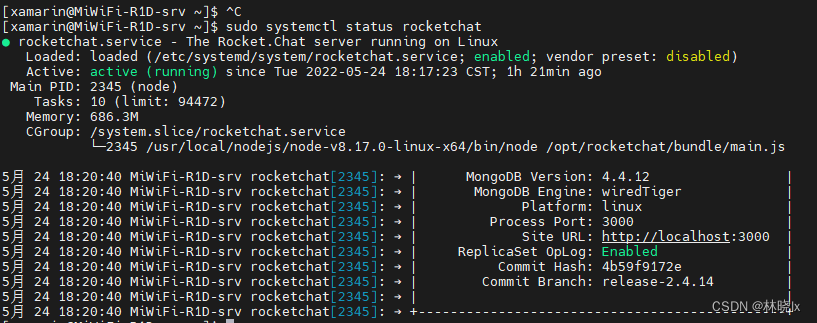 [xamarin@MiWiFi-R1D-srv ~]$ ^C
[xamarin@MiWiFi-R1D-srv ~]$ sudo systemctl status rocketchat
● rocketchat.service - The Rocket.Chat server running on Linux
   Loaded: loaded (/etc/systemd/system/rocketchat.service; enabled; vendor preset: disabled)
   Active: active (running) since Tue 2022-05-24 18:17:23 CST; 1h 21min ago
 Main PID: 2345 (node)
    Tasks: 10 (limit: 94472)
   Memory: 686.3M
   CGroup: /system.slice/rocketchat.service
           └─2345 /usr/local/nodejs/node-v8.17.0-linux-x64/bin/node /opt/rocketchat/bundle/main.js
5月 24 18:20:40 MiWiFi-R1D-srv rocketchat[2345]: ➔ |      MongoDB Version: 4.4.12                 |
5月 24 18:20:40 MiWiFi-R1D-srv rocketchat[2345]: ➔ |       MongoDB Engine: wiredTiger             |
5月 24 18:20:40 MiWiFi-R1D-srv rocketchat[2345]: ➔ |             Platform: linux                  |
5月 24 18:20:40 MiWiFi-R1D-srv rocketchat[2345]: ➔ |         Process Port: 3000                   |
5月 24 18:20:40 MiWiFi-R1D-srv rocketchat[2345]: ➔ |             Site URL: http://localhost:3000  |
5月 24 18:20:40 MiWiFi-R1D-srv rocketchat[2345]: ➔ |     ReplicaSet OpLog: Enabled                |
5月 24 18:20:40 MiWiFi-R1D-srv rocketchat[2345]: ➔ |          Commit Hash: 4b59f9172e             |
5月 24 18:20:40 MiWiFi-R1D-srv rocketchat[2345]: ➔ |        Commit Branch: release-2.4.14         |
5月 24 18:20:40 MiWiFi-R1D-srv rocketchat[2345]: ➔ |                                              |
5月 24 18:20:40 MiWiFi-R1D-srv rocketchat[2345]: ➔ +----------------------------------------------+
CSDN @林晓lx